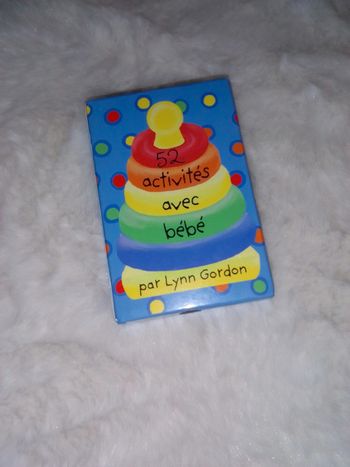 52
activités
avec
bébé
par Lynn Gordon